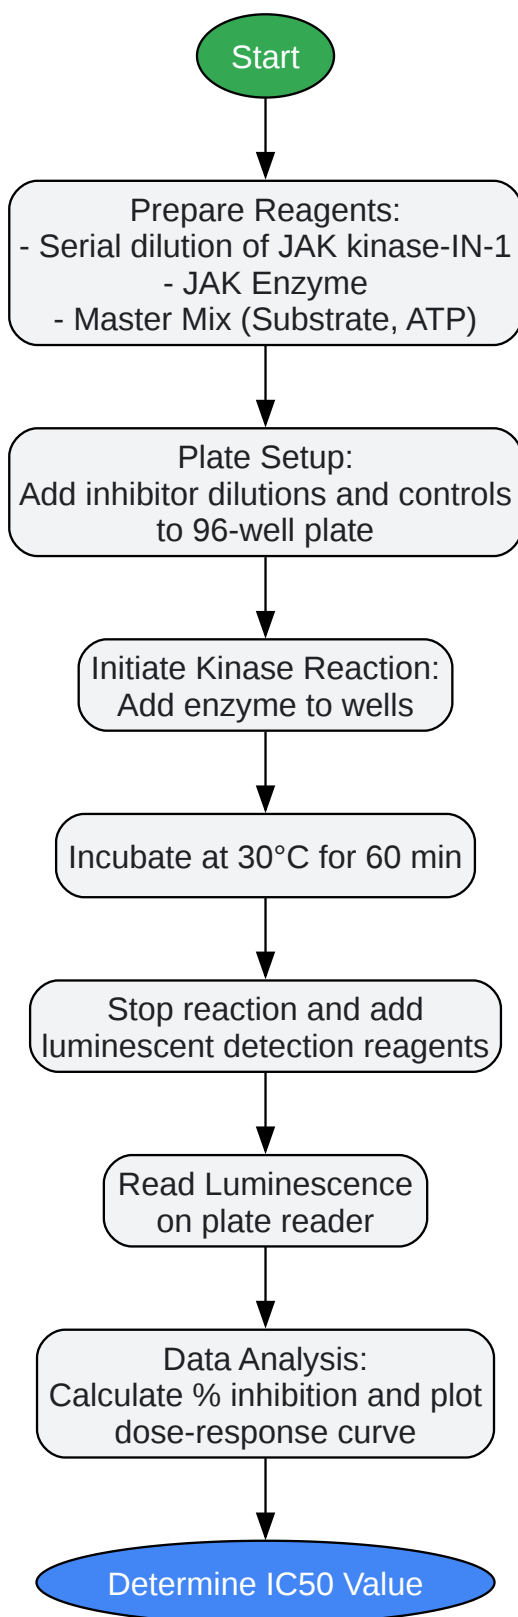 Start
Prepare Reagents:
- Serial dilution of JAK kinase-IN-1
- JAK Enzyme
- Master Mix (Substrate, ATP)
Plate Setup:
Add inhibitor dilutions and controls
to 96-well plate
Initiate Kinase Reaction:
Add enzyme to wells
Incubate at 30°C for 60 min
Stop reaction and add
luminescent detection reagents
Read Luminescence
on plate reader
Data Analysis:
Calculate % inhibition and plot
dose-response curve
Determine IC50 Value